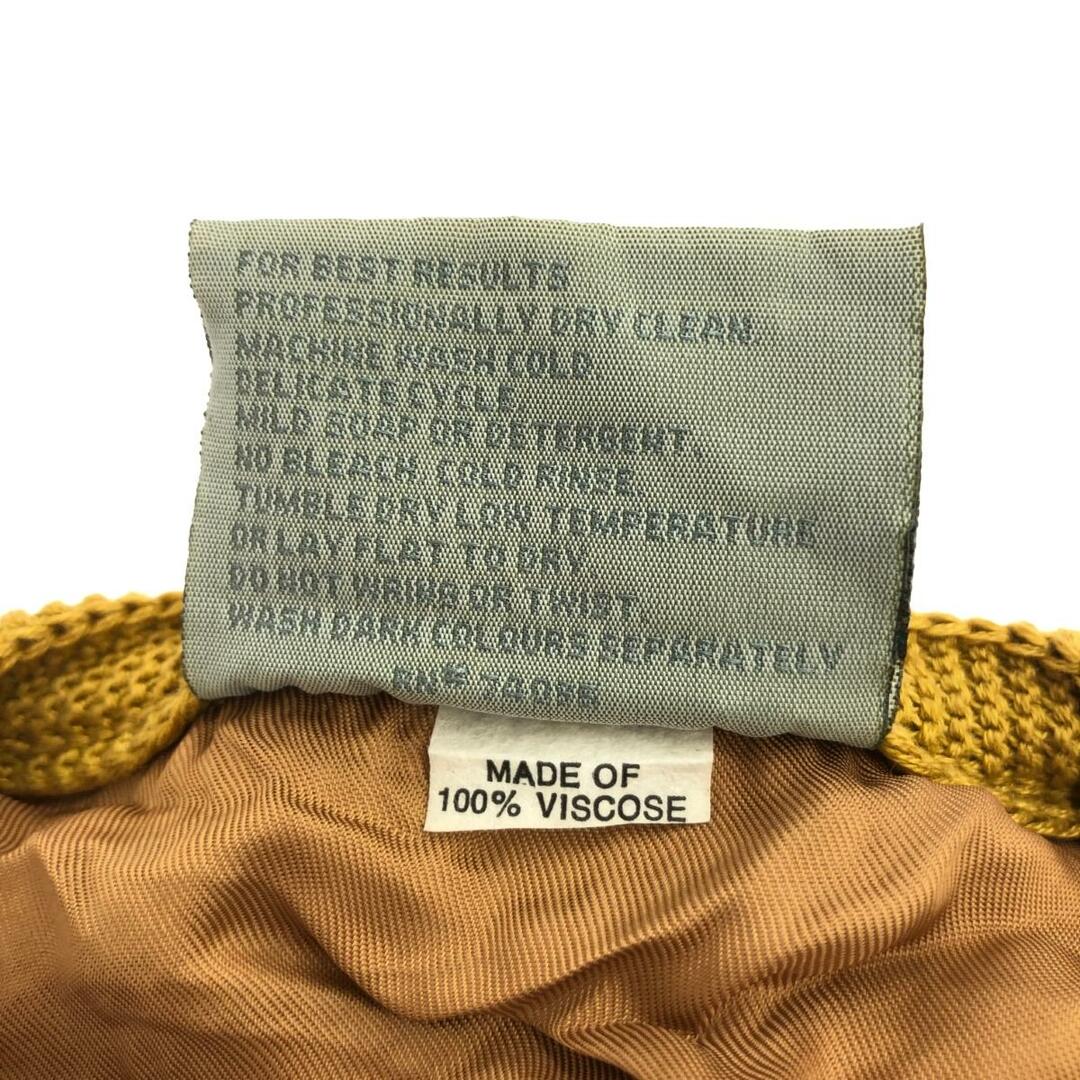 FOR BEST RESULTS
PROFESSIONALLY DRY CLEAN
MACHINE WASH COLD
DELICATE CYCLE.
MILD SOAP OR DETERGENT.
NO BLEACH. COLD RINSE.
TUMBLE DRY LOW TEMPERATURE
OR LAY FLAT TO DRY
DO NOT WRING OR TWIST
WASH DARK COLOURS SEPARATELY
MADE OF
100% VISCOSE